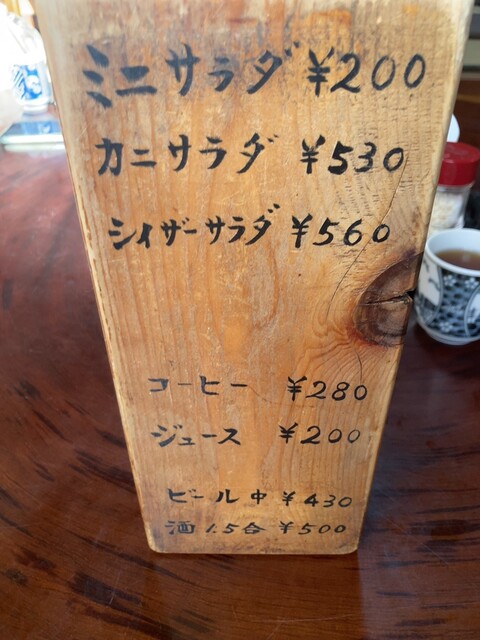 ミニサラダ ¥200
カニサラダ ¥530
シイザーサラダ ¥560
コーヒー ¥280
ジュース ¥200
ビール中 ¥430
酒1.5合 ¥500